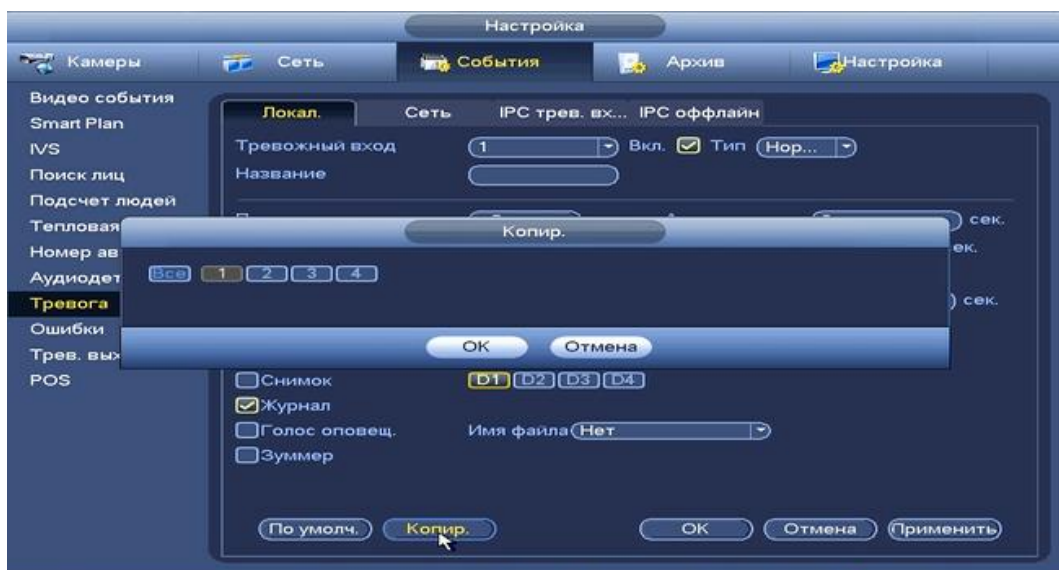 Настройка
Камеры Сеть События Архив Настройка
Видео события
Smart Plan
IVS
Поиск лиц
Подсчет людей
Тепловая
Номер ав
Аудиодет
Тревога
Ошибки
Трев. вых
POS
Локал. Сеть IPC трев. вх... IPC оффлайн
Тревожный вход 1 Вкл. Тип Нор...
Название
сек.
Копир.
ек.
Все 1 2 3 4
сек.
OK Отмена
Снимок D1 D2 D3 D4
Журнал
Голос оповещ. Имя файла Нет
Зуммер
По умолч. Копир. OK Отмена Применить